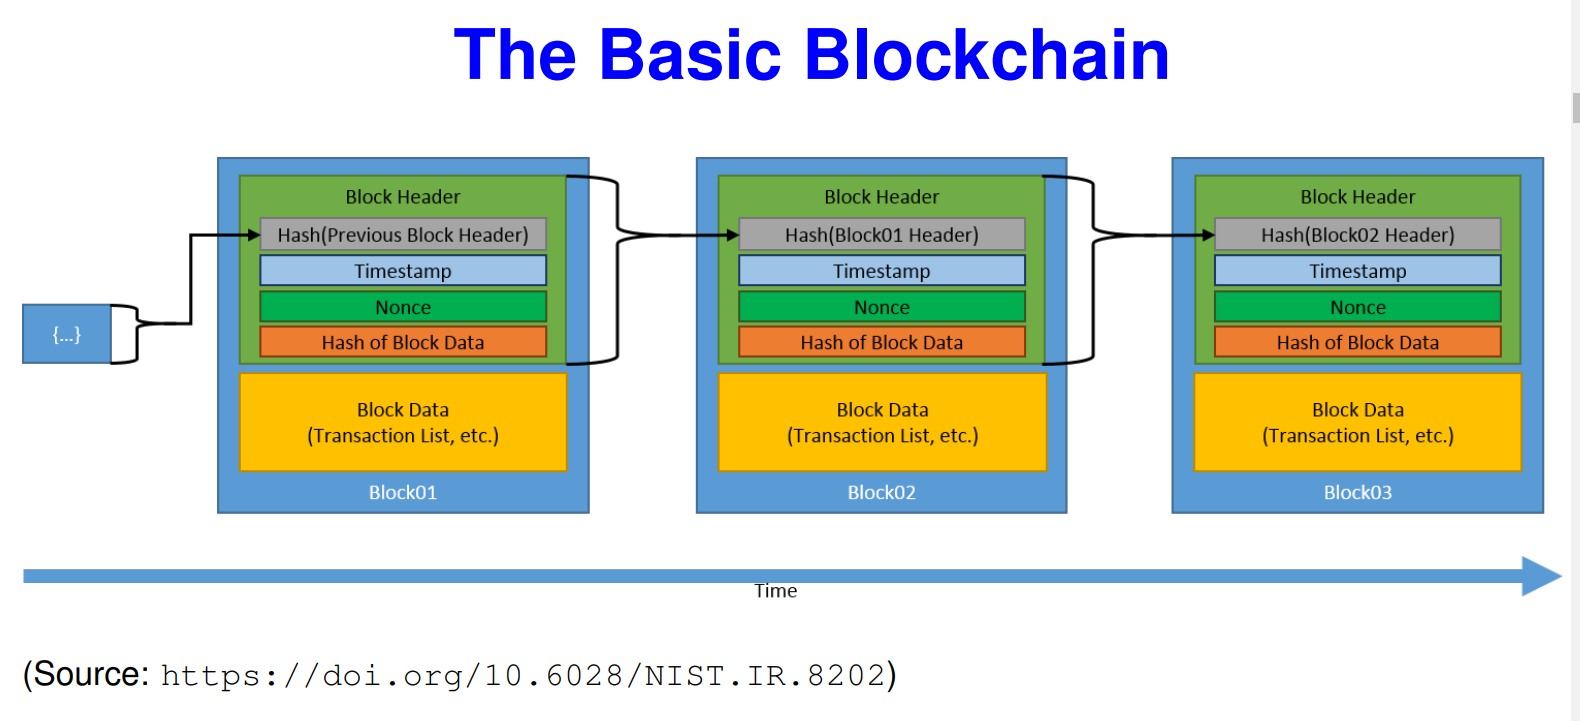 The Basic Blockchain
{...}
Block Header
Hash(Previous Block Header)
Timestamp
Nonce
Hash of Block Data
Block Data
(Transaction List, etc.)
Block01
Block Header
Hash(Block01 Header)
Timestamp
Nonce
Hash of Block Data
Block Data
(Transaction List, etc.)
Block02
Block Header
Hash(Block02 Header)
Timestamp
Nonce
Hash of Block Data
Block Data
(Transaction List, etc.)
Block03
Time
(Source: https://doi.org/10.6028/NIST.IR.8202)